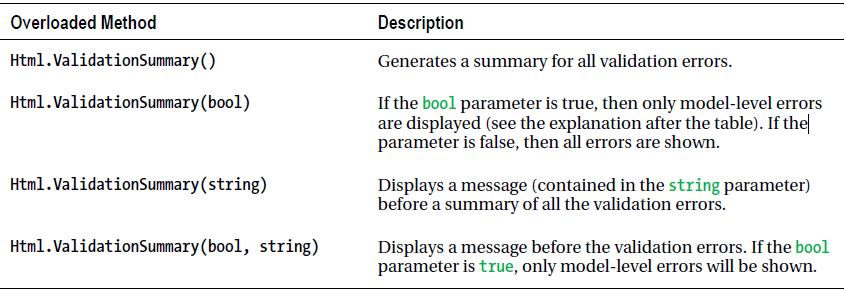 Overloaded Method Description
Html.ValidationSummary() Generates a summary for all validation errors.
Html.ValidationSummary(bool) If the bool parameter is true, then only model-level errors
are displayed (see the explanation after the table). If the
parameter is false, then all errors are shown.
Html.ValidationSummary(string) Displays a message (contained in the string parameter)
before a summary of all the validation errors.
Html.ValidationSummary(bool, string) Displays a message before the validation errors. If the bool
parameter is true, only model-level errors will be shown.